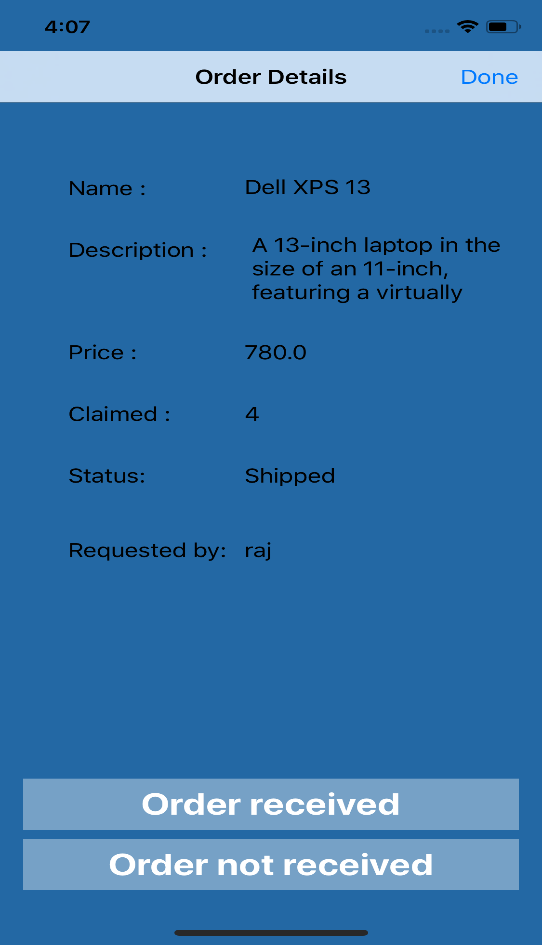 4:07
Order Details
Done
Name : Dell XPS 13
Description : A 13-inch laptop in the
size of an 11-inch,
featuring a virtually
Price : 780.0
Claimed : 4
Status: Shipped
Requested by: raj
Order received
Order not received